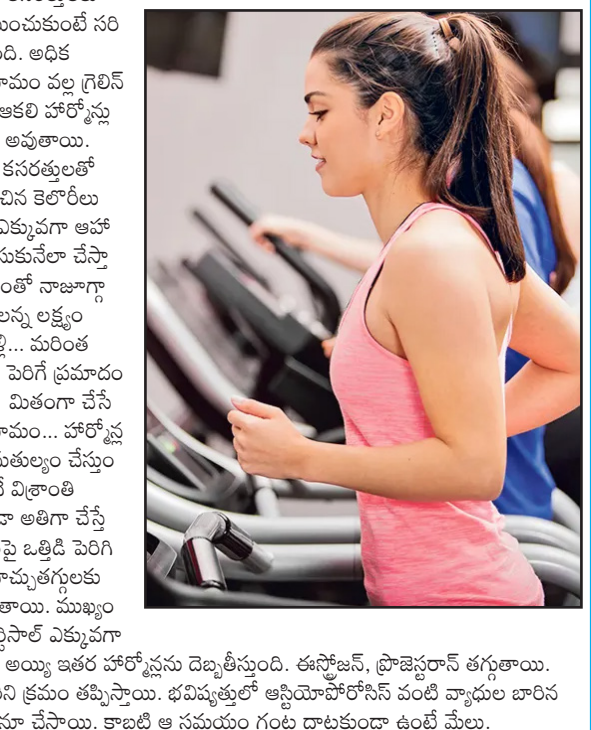 ంచుకుంటే సరి
ది. అధిక
మం వల్ల గ్రెలిన్
ఆకలి హార్మోన్లు
అవుతాయి.
కసరత్తులతో
చిన కెలొరీలు
ఎక్కువగా ఆహా
సుకునేలా చేస్తా
తో నాజూగ్గా
లన్న లక్ష్యం
ళ్లి... మరింత
పెరిగే ప్రమాదం
మితంగా చేసే
మం... హార్మోన్ల
మతుల్యం చేస్తుం
విశ్రాంతి
డా అతిగా చేస్తే
పై ఒత్తిడి పెరిగి
చ్చుతగ్గులకు
తాయి. ముఖ్యం
ర్టిసాల్ ఎక్కువగా
అయ్యి ఇతర హార్మోన్లను దెబ్బతీస్తుంది. ఈస్ట్రోజన్, ప్రొజెస్టరాన్ తగ్గుతాయి.
ని క్రమం తప్పిస్తాయి. భవిష్యత్తులో ఆస్టియోపోరోసిస్ వంటి వ్యాధుల బారిన
నూ చేస్తాయి. కాబట్టి ఆ సమయం గంట దాటకుండా ఉంటే మేలు.